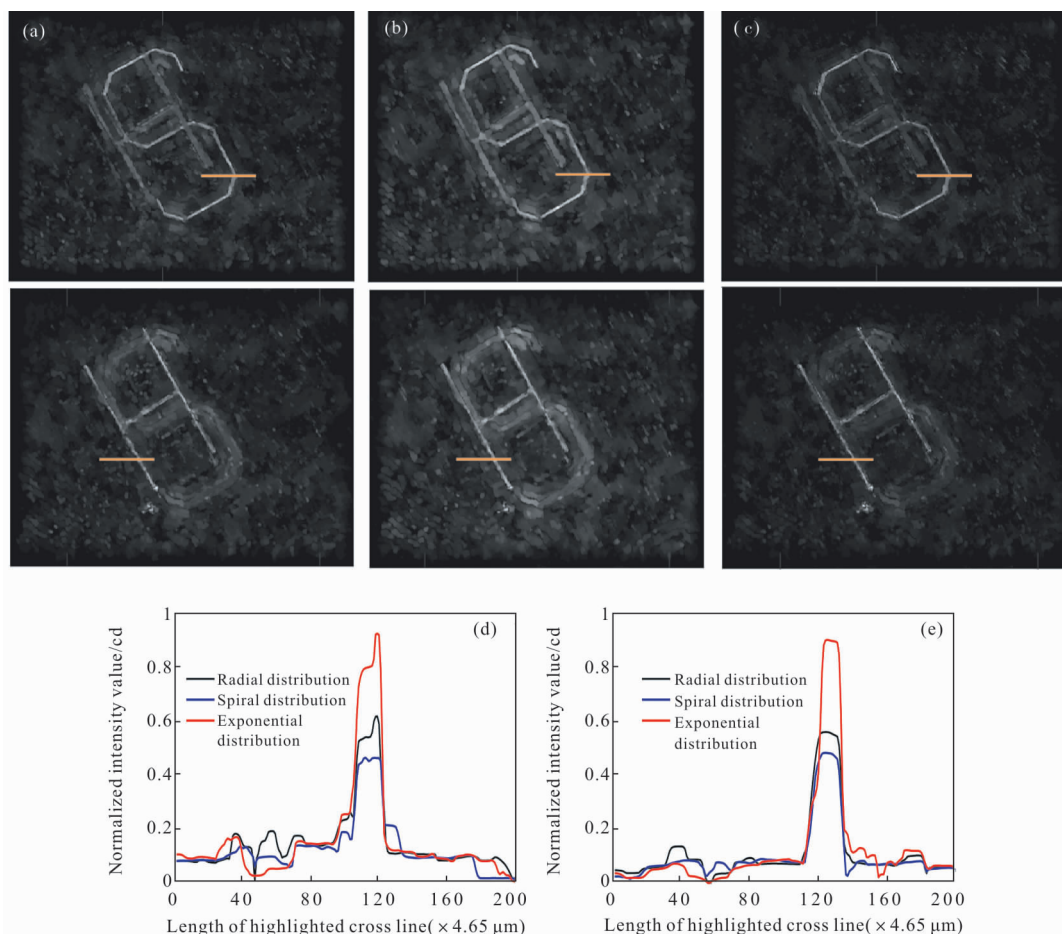 (a)
(b)
(c)
(d)
1
0.8
0.6
0.4
0.2
0
Normalized intensity value/cd
Radial distribution
Spiral distribution
Exponential
distribution
0 40 80 120 160 200
Length of highlighted cross line( × 4.65 μm)
(e)
1
0.8
0.6
0.4
0.2
0
Normalized intensity value/cd
Radial distribution
Spiral distribution
Exponential
distribution
0 40 80 120 160 200
Length of highlighted cross line( × 4.65 μm)